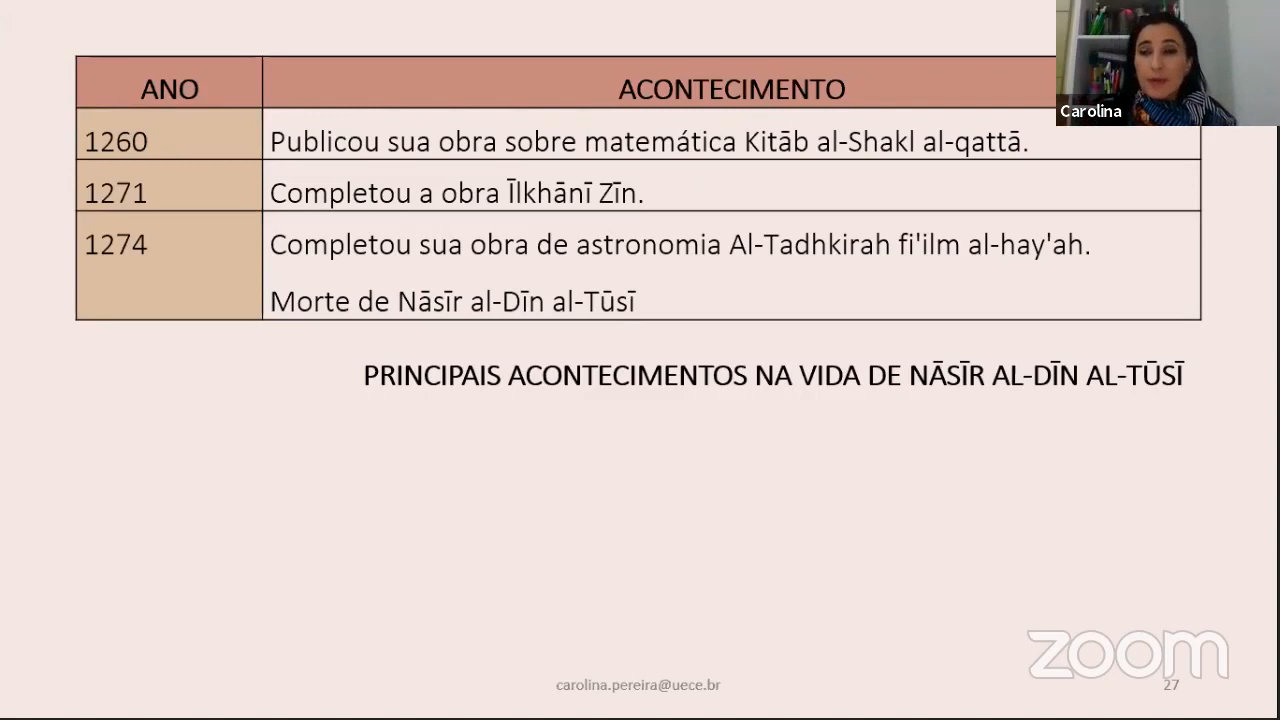 ANO ACONTECIMENTO
Carolina
1260 Publicou sua obra sobre matemática Kitāb al-Shakl al-qattā.
1271 Completou a obra Īlkhānī Zīn.
1274 Completou sua obra de astronomia Al-Tadhkirah fi'ilm al-hay'ah.
Morte de Nāsīr al-Dīn al-Tūsī
PRINCIPAIS ACONTECIMENTOS NA VIDA DE NĀSĪR AL-DĪN AL-TŪSĪ
zoom
carolina.pereira@uece.br 27